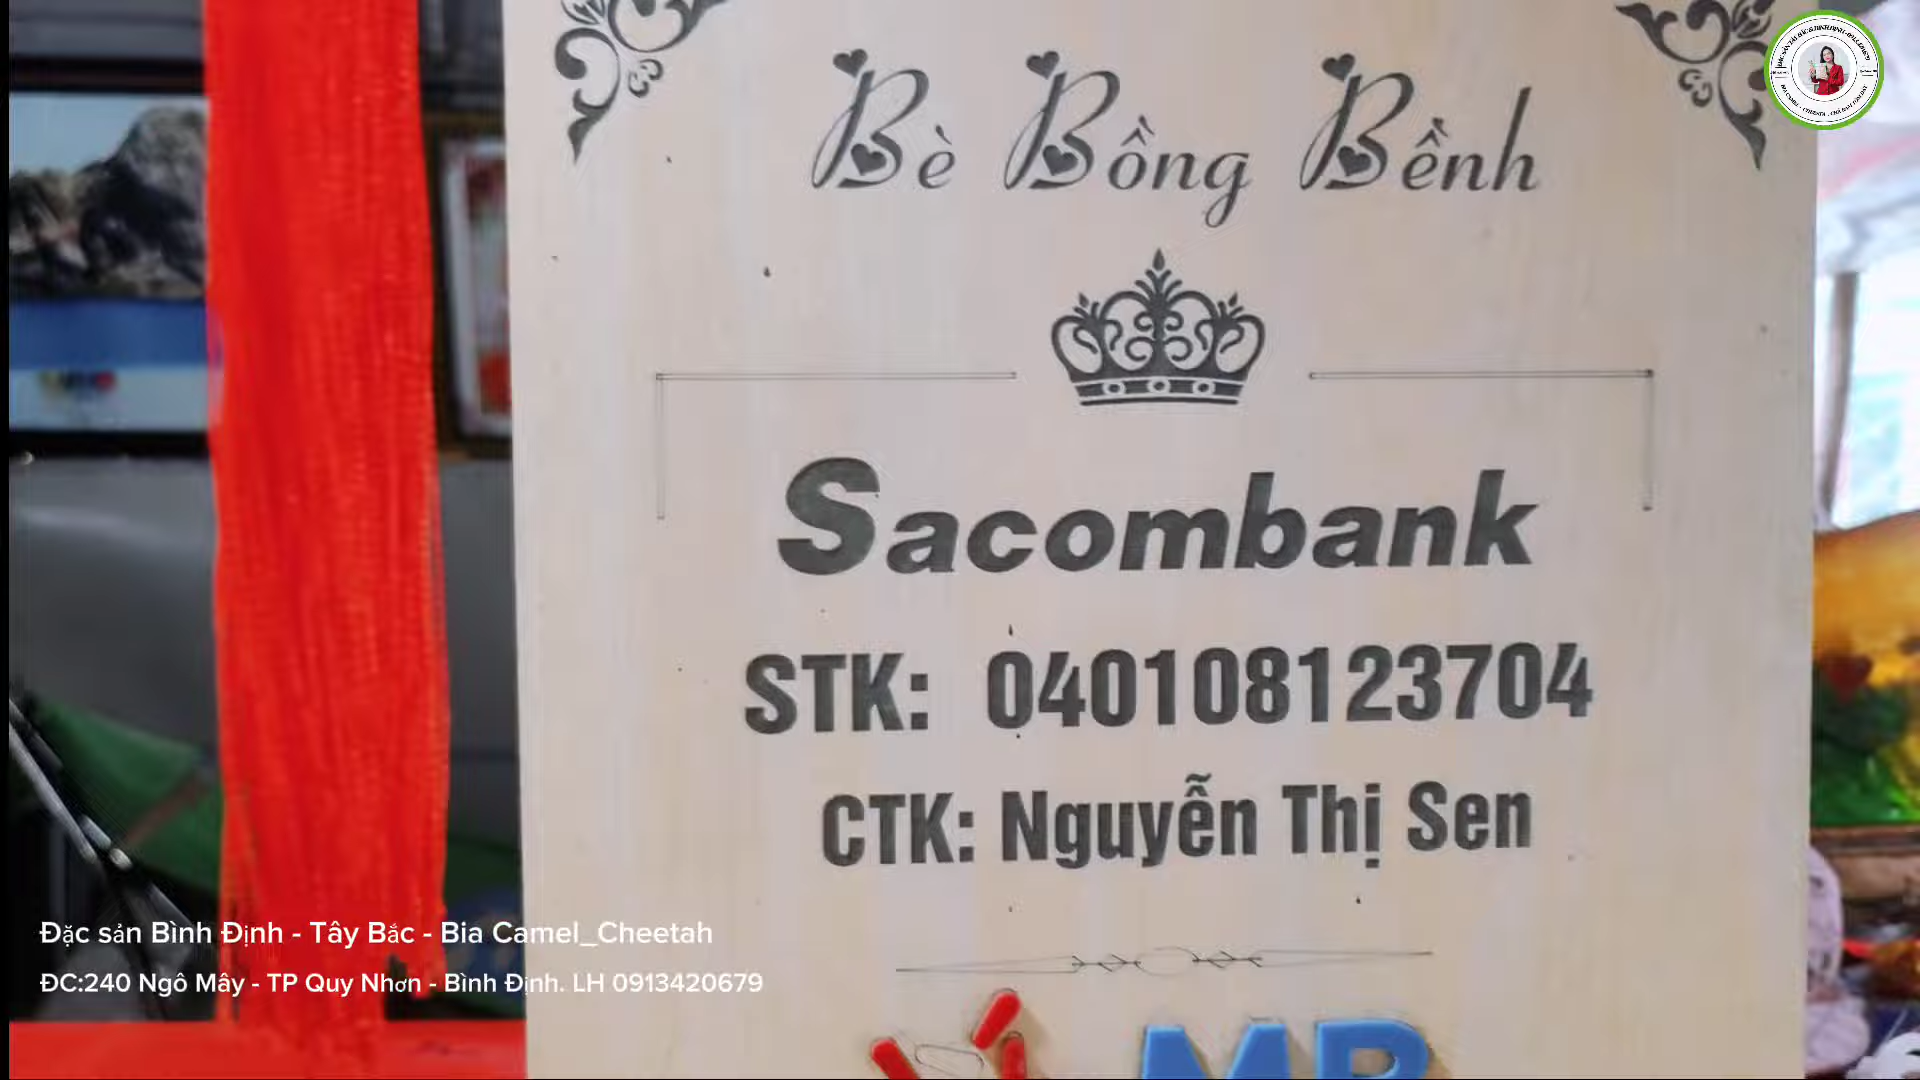 Bè Bồng Bềnh
Sacombank
STK: 040108123704
CTK: Nguyễn Thị Sen
MB
Đặc sản Bình Định - Tây Bắc - Bia Camel_Cheetah
ĐC:240 Ngô Mây - TP Quy Nhơn - Bình Định. LH 0913420679